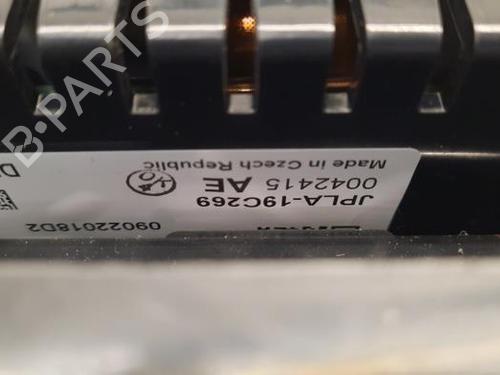 JPLA-19C269
0042415 AE
Made in Czech Republic
09022018D2
B-PARTS